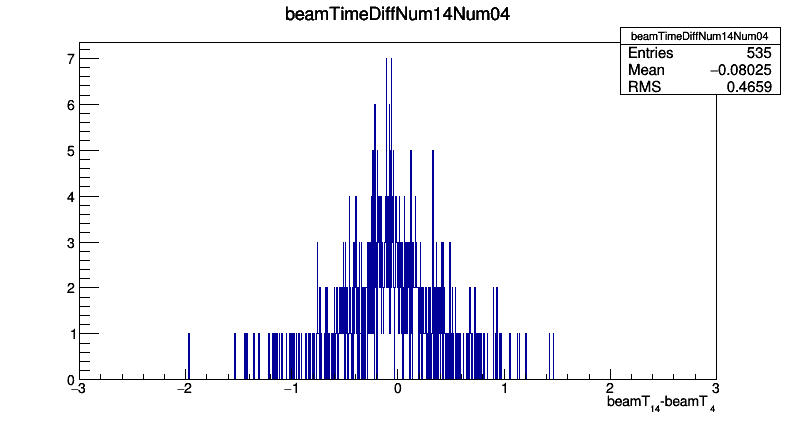 beamTimeDiffNum14Num04
beamTimeDiffNum14Num04
Entries 535
Mean −0.08025
RMS 0.4659
7
6
5
4
3
2
1
0
−3 −2 −1 0 1 2 3
beamT14-beamT4